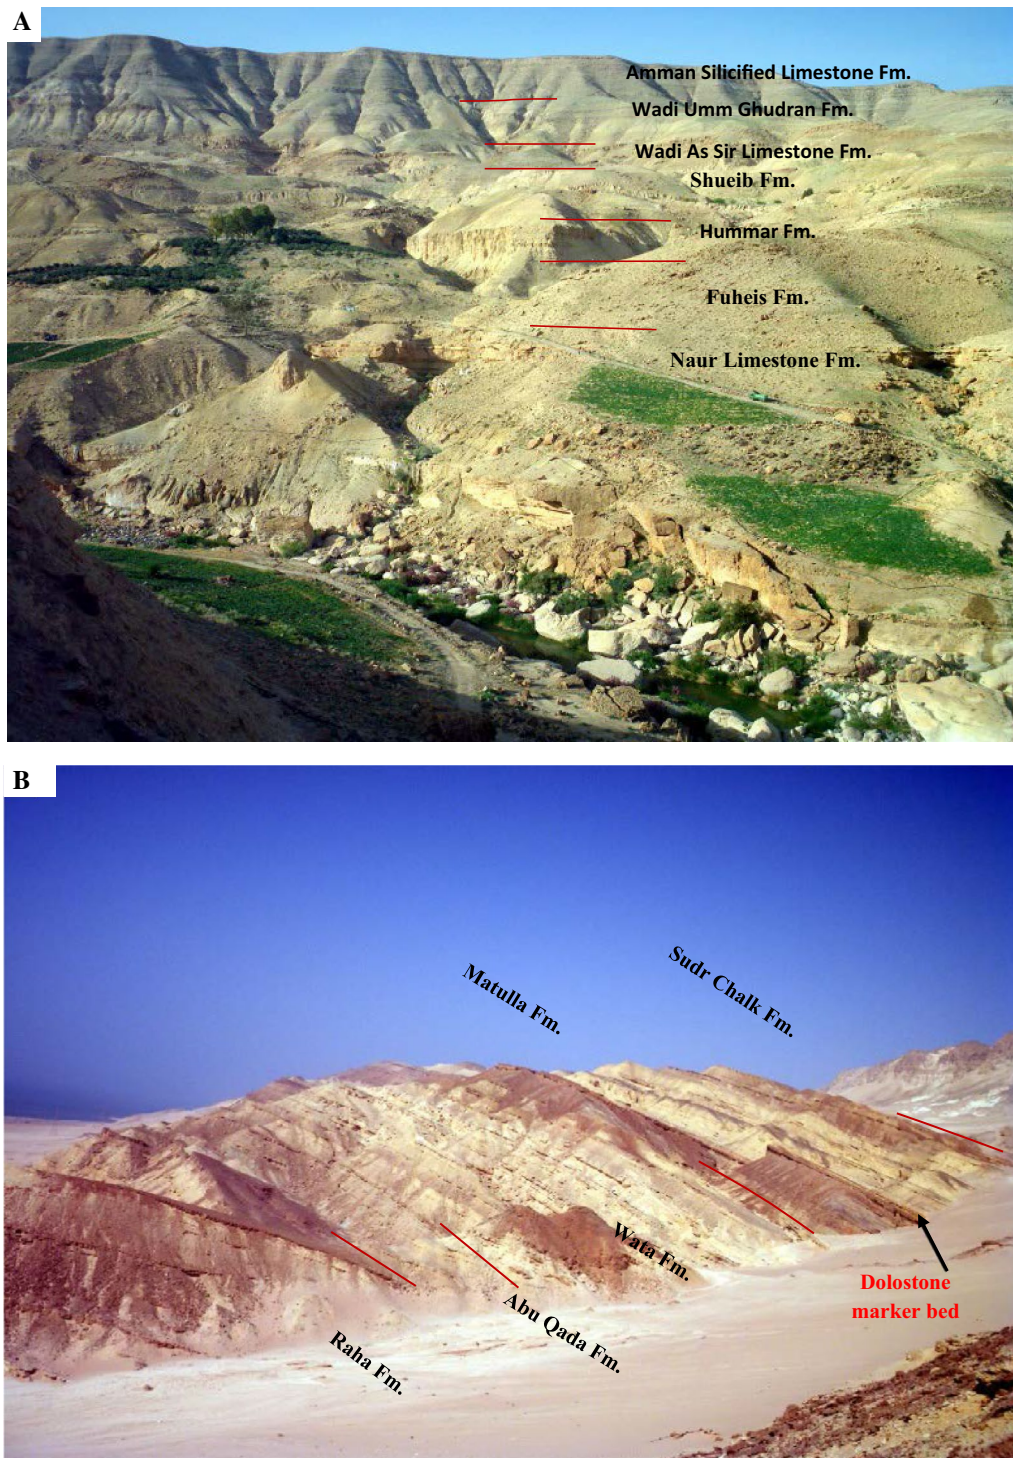 A
Amman Silicified Limestone Fm.
Wadi Umm Ghudran Fm.
Wadi As Sir Limestone Fm.
Shueib Fm.
Hummar Fm.
Fuheis Fm.
Naur Limestone Fm.
B
Sudr Chalk Fm.
Matulla Fm.
Wata Fm.
Dolostone
marker bed
Abu Qada Fm.
Raha Fm.